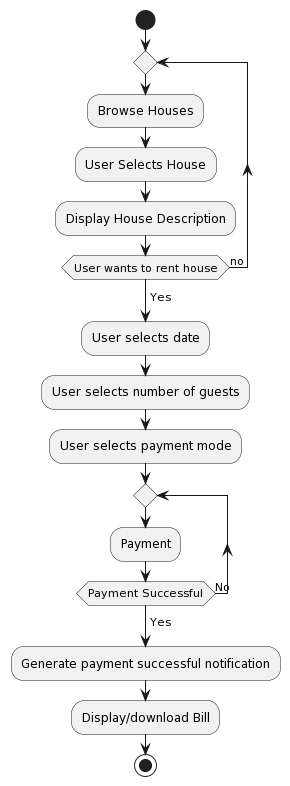 Browse Houses
User Selects House
Display House Description
User wants to rent house
no
Yes
User selects date
User selects number of guests
User selects payment mode
Payment
Payment Successful
No
Yes
Generate payment successful notification
Display/download Bill